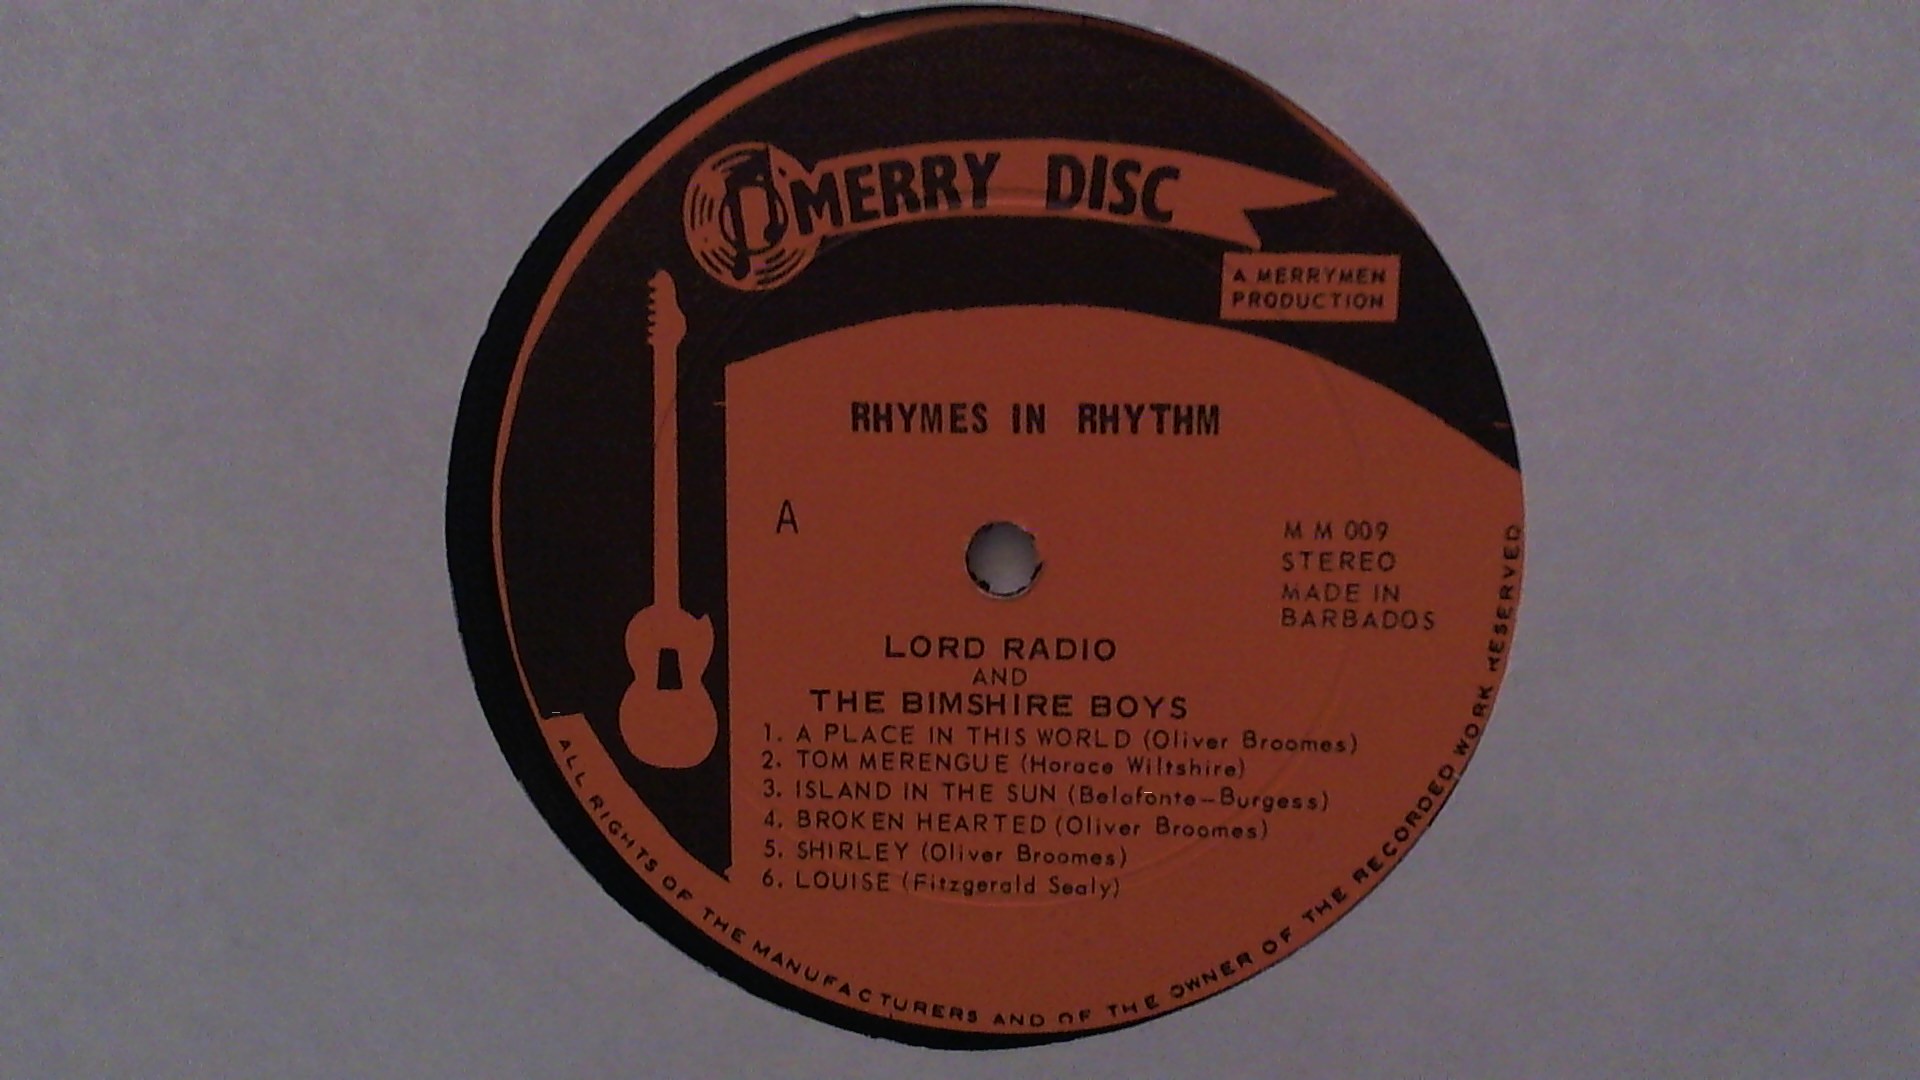 MERRY DISC
A MERRYMEN
PRODUCTION
RHYMES IN RHYTHM
A
M M 009
STEREO
MADE IN
BARBADOS
LORD RADIO
AND
THE BIMSHIRE BOYS
1. A PLACE IN THIS WORLD (Oliver Broomes)
2. TOM MERENGUE (Horace Wiltshire)
3. ISLAND IN THE SUN (Belafonte-Burgess)
4. BROKEN HEARTED (Oliver Broomes)
5. SHIRLEY (Oliver Broomes)
6. LOUISE (Fitzgerald Sealy)
ALL RIGHTS OF THE MANUFACTURERS AND OF THE OWNER OF THE RECORDED WORK RESERVED